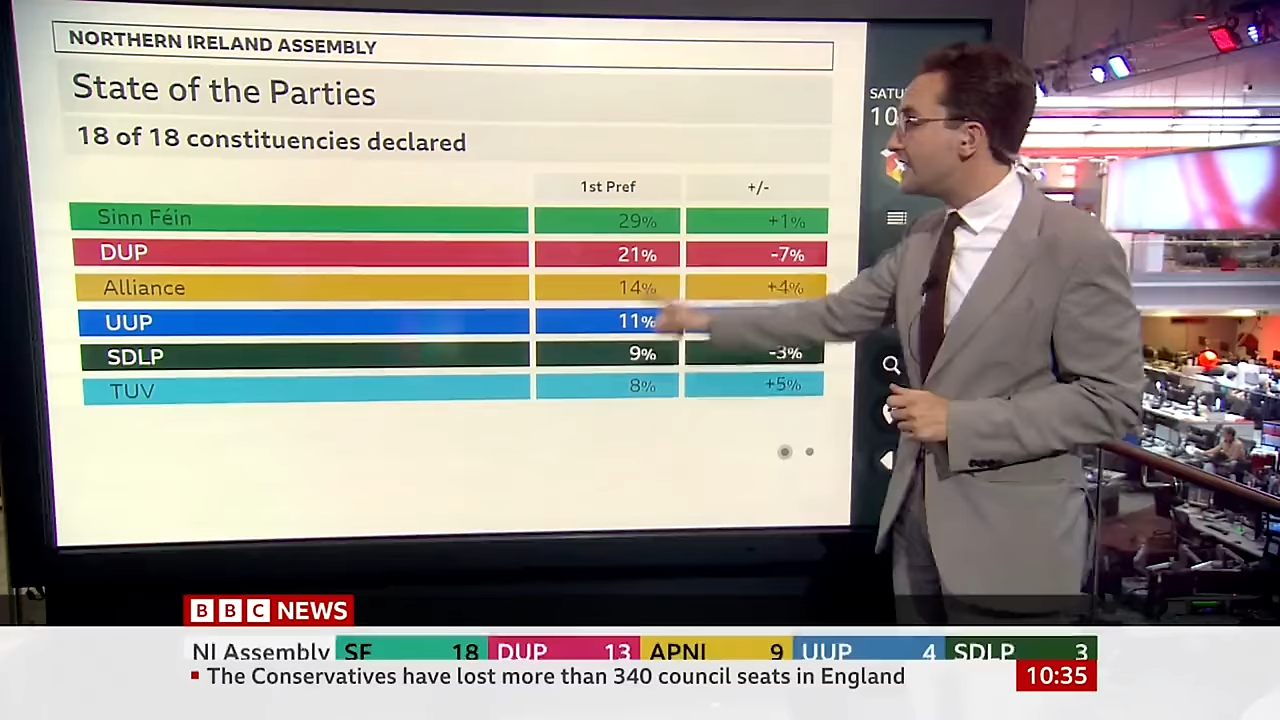 NORTHERN IRELAND ASSEMBLY
State of the Parties
18 of 18 constituencies declared
1st Pref +/-
Sinn Féin 29% +1%
DUP 21% -7%
Alliance 14% +4%
UUP 11%
SDLP 9% -3%
TUV 8% +5%
SATU
10
BBC NEWS
NI Assembly SF 18 DUP 13 APNI 9 UUP 4 SDLP 3
The Conservatives have lost more than 340 council seats in England
10:35